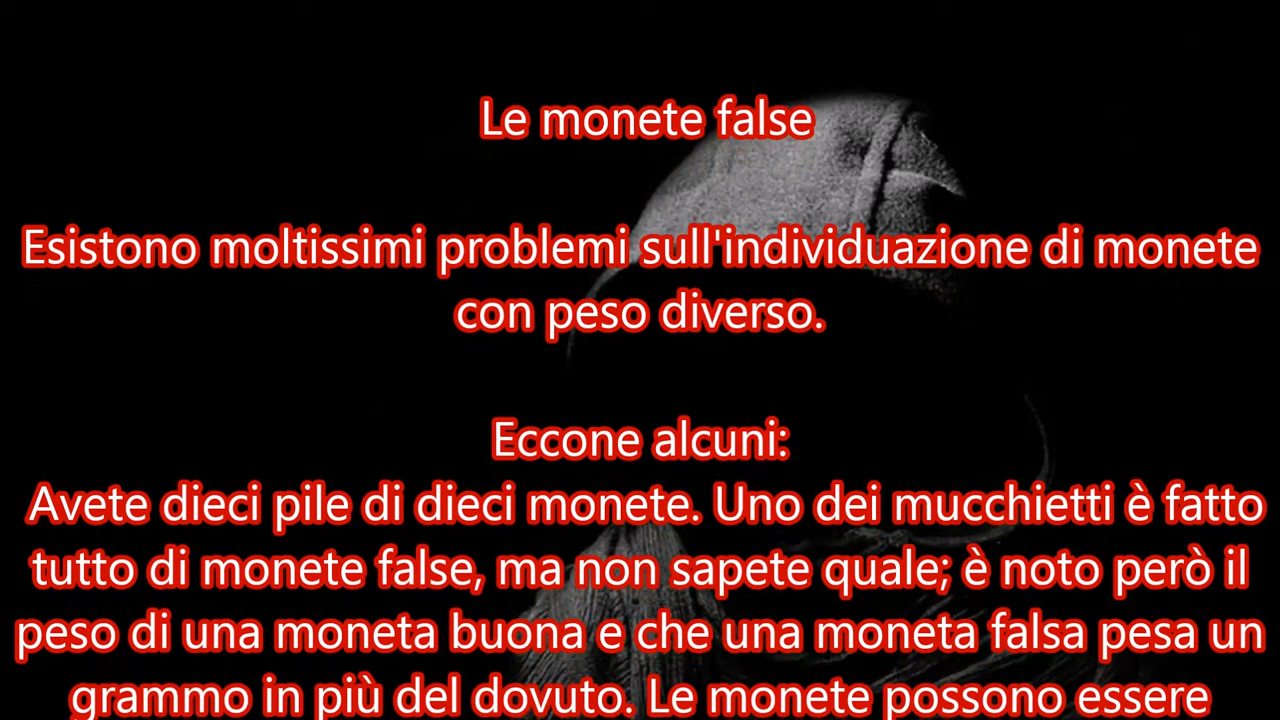 Le monete false
Esistono moltissimi problemi sull'individuazione di monete
con peso diverso.
Eccone alcuni:
Avete dieci pile di dieci monete. Uno dei mucchietti è fatto
tutto di monete false, ma non sapete quale; è noto però il
peso di una moneta buona e che una moneta falsa pesa un
grammo in più del dovuto. Le monete possono essere